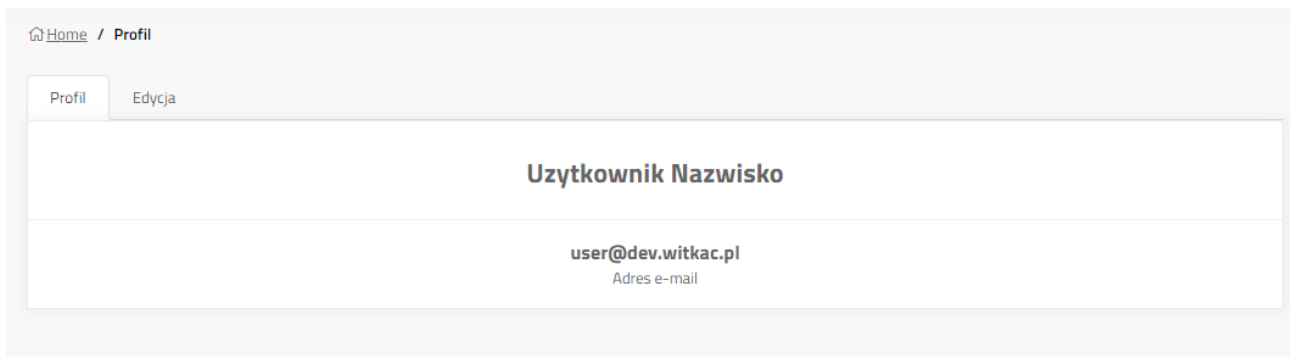 Home / Profil
Profil Edycja
Uzytkownik Nazwisko
user@dev.witkac.pl
Adres e-mail